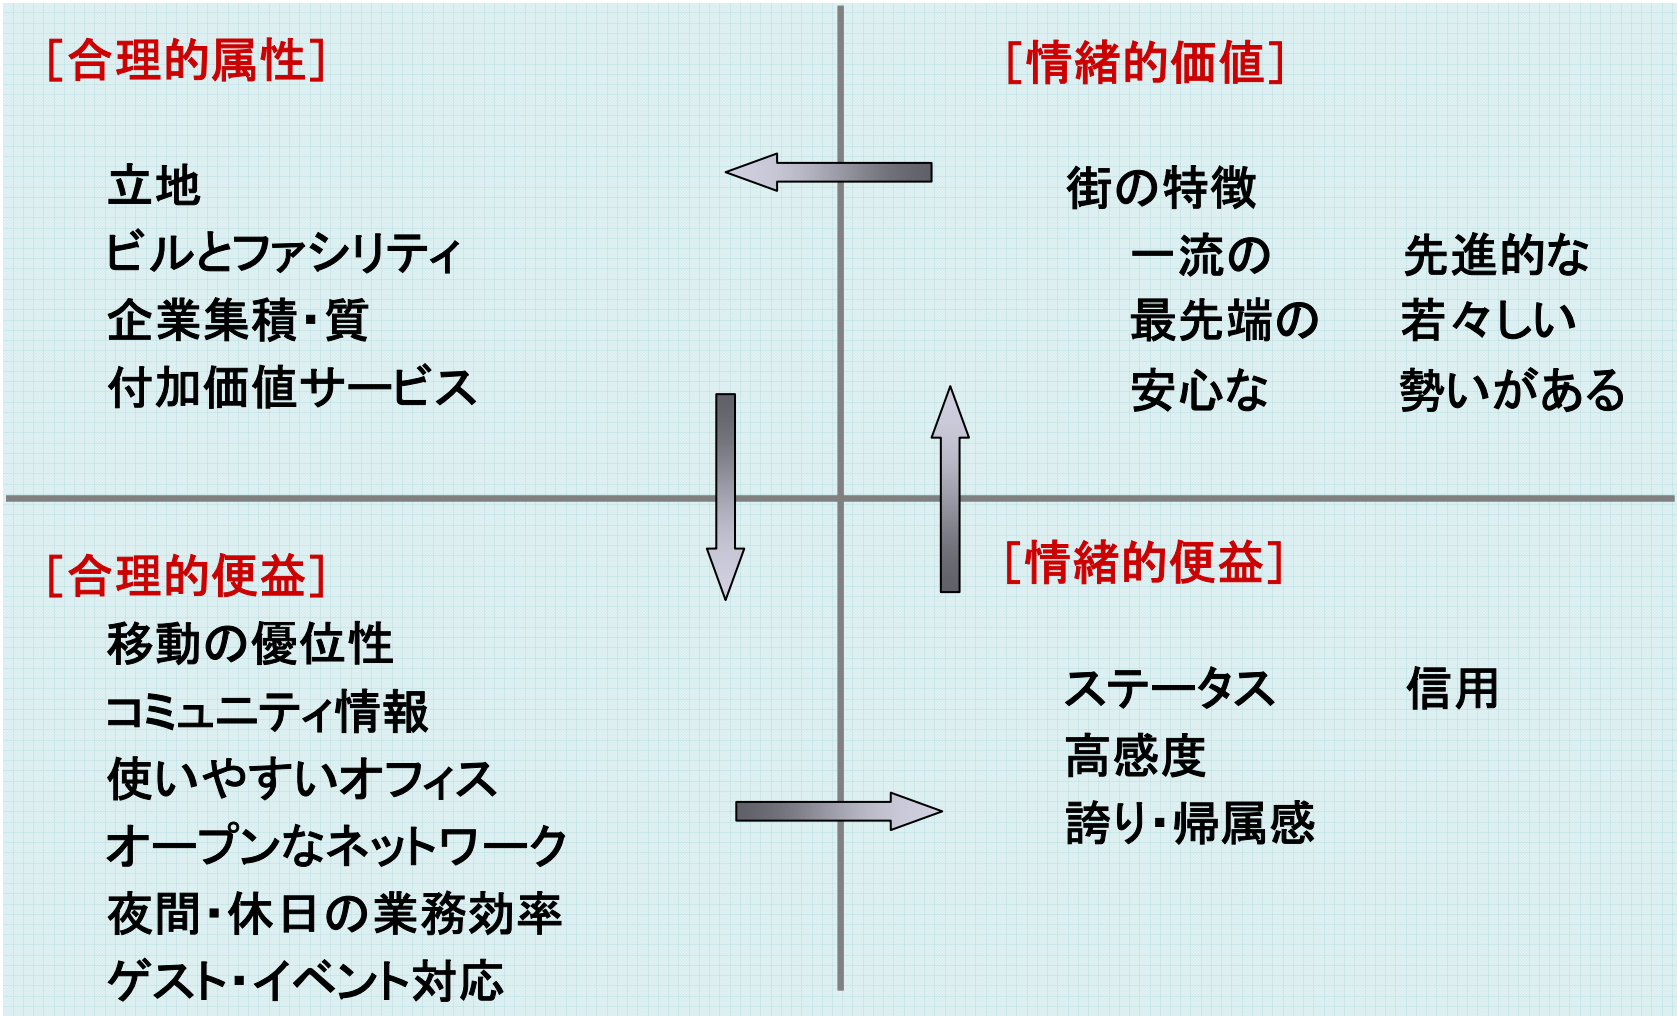 [合理的属性]
立地
ビルとファシリティ
企業集積・質
付加価値サービス
[情緒的価値]
街の特徴
一流の 先進的な
最先端の 若々しい
安心な 勢いがある
[合理的便益]
移動の優位性
コミュニティ情報
使いやすいオフィス
オープンなネットワーク
夜間・休日の業務効率
ゲスト・イベント対応
[情緒的便益]
ステータス 信用
高感度
誇り・帰属感